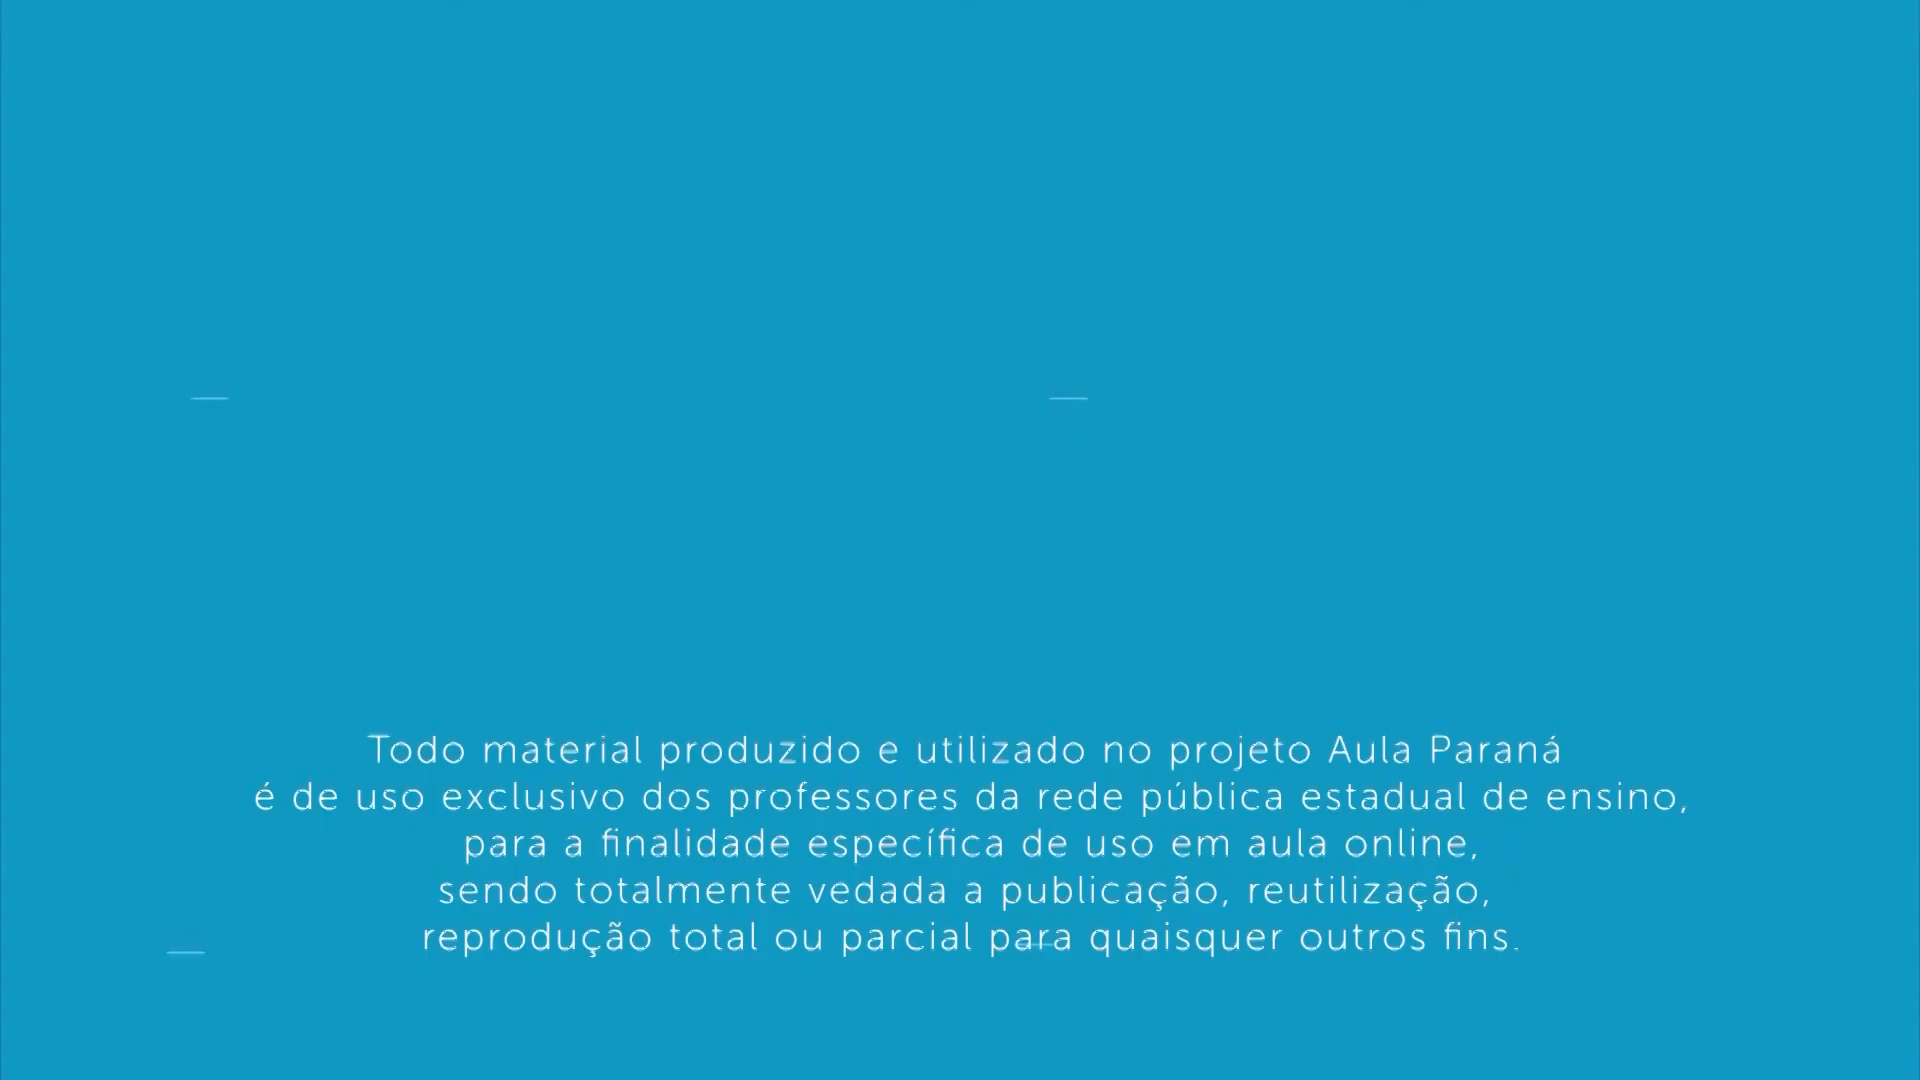 Todo material produzido e utilizado no projeto Aula Paraná
é de uso exclusivo dos professores da rede pública estadual de ensino,
para a finalidade específica de uso em aula online,
sendo totalmente vedada a publicação, reutilização,
reprodução total ou parcial para quaisquer outros fins.